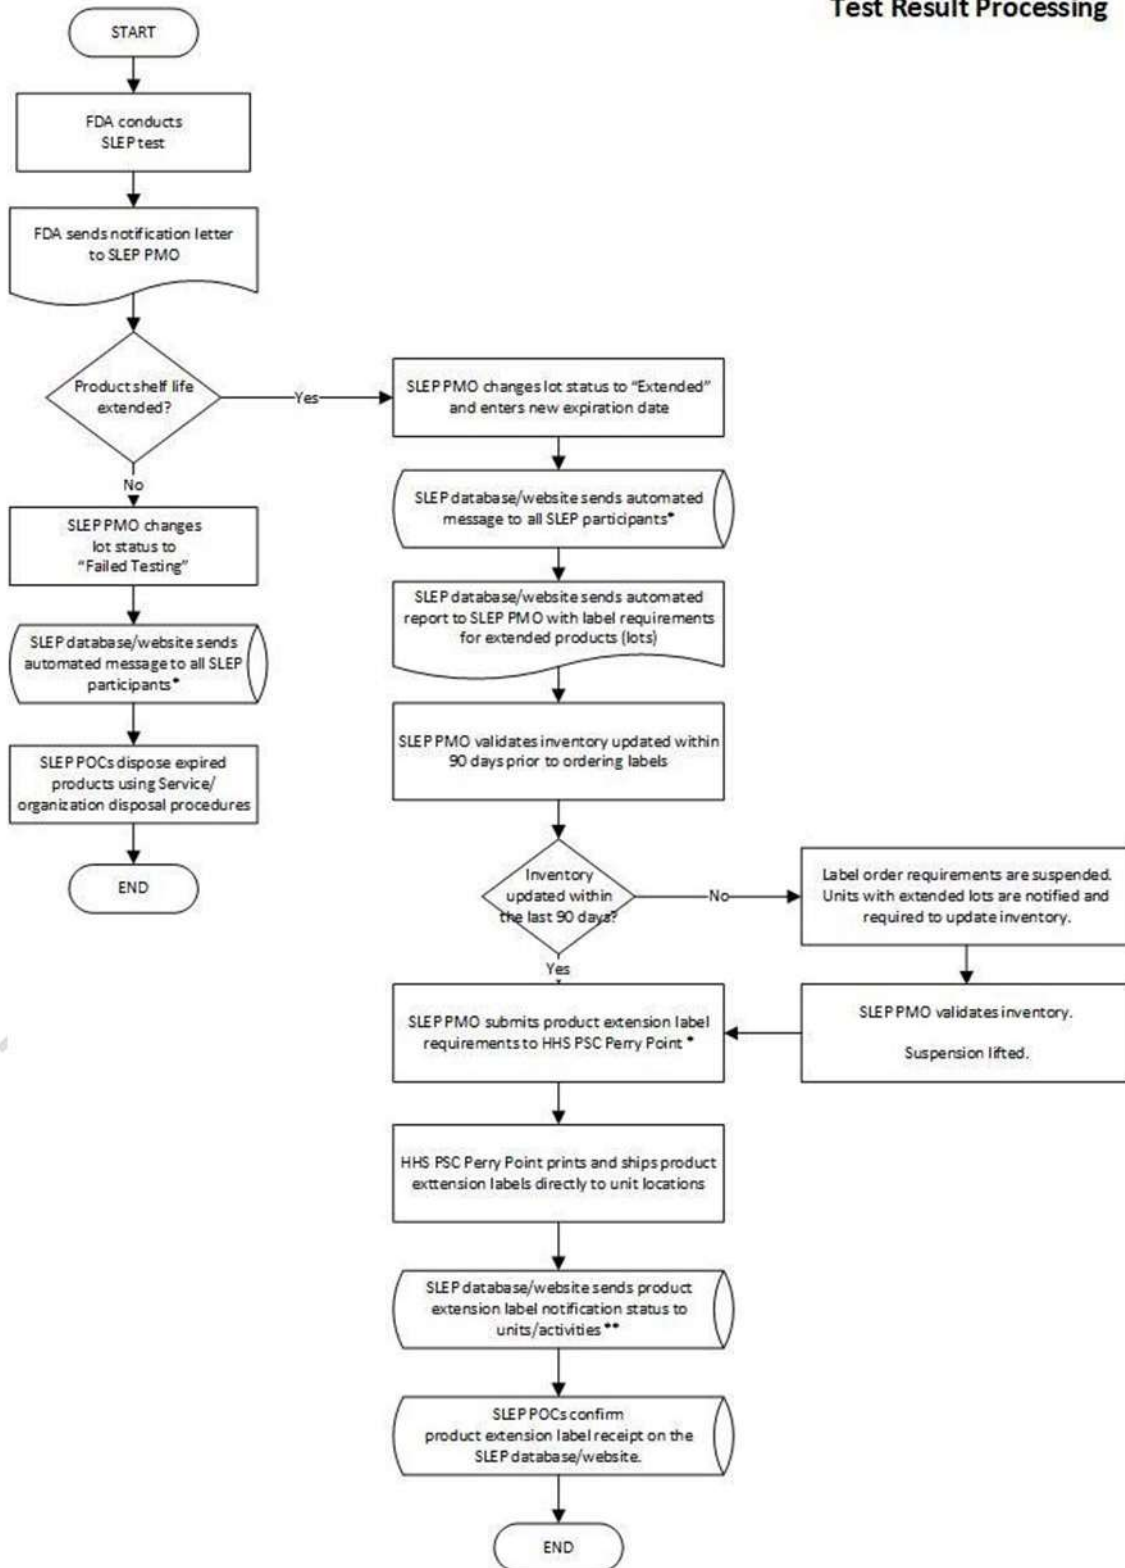 Test Result Processing
START
FDA conducts
SLEP test
FDA sends notification letter
to SLEP PMO
Product shelf life
extended?
Yes
No
SLEP PMO changes
lot status to
“Failed Testing”
SLEP database/website sends
automated message to all SLEP
participants*
SLEP POCs dispose expired
products using Service/
organization disposal procedures
END
SLEP PMO changes lot status to “Extended”
and enters new expiration date
SLEP database/website sends automated
message to all SLEP participants*
SLEP database/website sends automated
report to SLEP PMO with label requirements
for extended products (lots)
SLEP PMO validates inventory updated within
90 days prior to ordering labels
Inventory
updated within
the last 90 days?
No
Yes
Label order requirements are suspended.
Units with extended lots are notified and
required to update inventory.
SLEP PMO validates inventory.
Suspension lifted.
SLEP PMO submits product extension label
requirements to HHS PSC Perry Point *
HHS PSC Perry Point prints and ships product
exttension labels directly to unit locations
SLEP database/website sends product
extension label notification status to
units/activities **
SLEP POCs confirm
product extension label receipt on the
SLEP database/website.
END